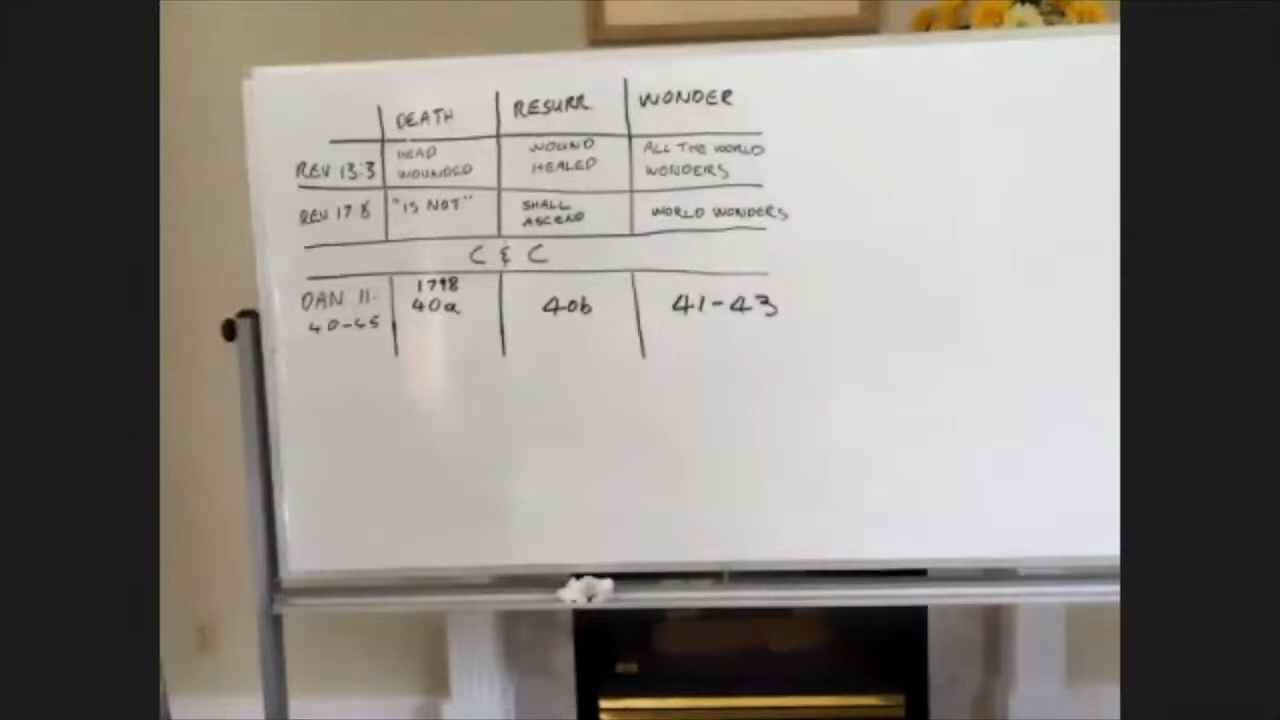 DEATH RESURR WONDER
REV 13:3 HEAD WOUNDED WOUND HEALED ALL THE WORLD WONDERS
REV 17 8 "IS NOT" SHALL ASCEND WORLD WONDERS
C & C
DAN 11: 40-45 1798 40a 40b 41-43